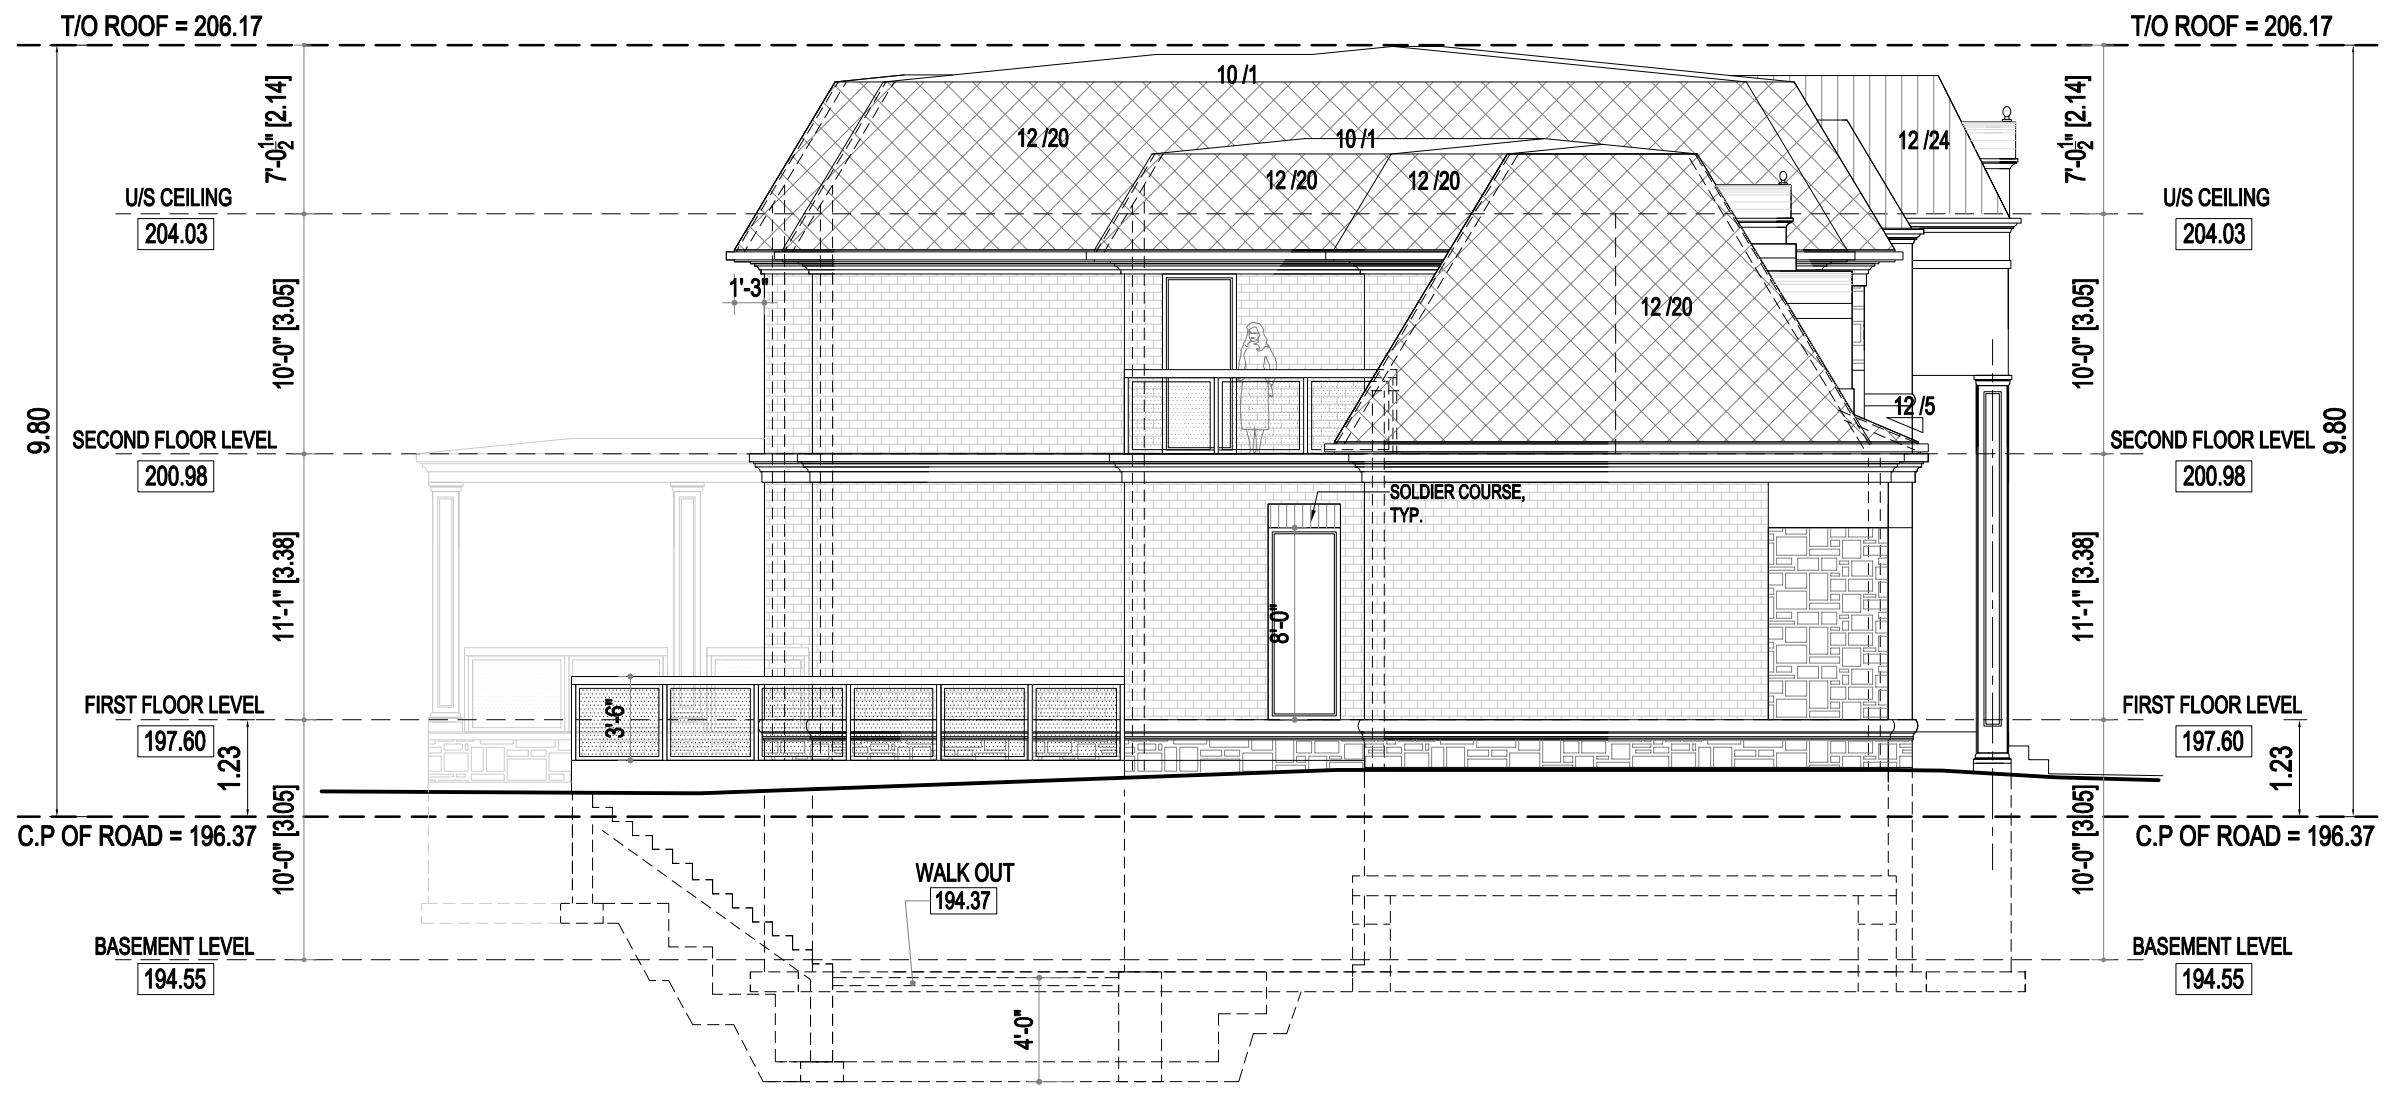 T/O ROOF = 206.17
T/O ROOF = 206.17
10 /1
7'-0 1/2" [2.14]
12 /20
10 /1
12 /24
7'-0 1/2" [2.14]
12 /20
12 /20
U/S CEILING
204.03
U/S CEILING
204.03
1'-3"
12 /20
10'-0" [3.05]
10'-0" [3.05]
12 /5
9.80
9.80
SECOND FLOOR LEVEL
200.98
SECOND FLOOR LEVEL
200.98
SOLDIER COURSE,
TYP.
11'-1" [3.38]
8'-0"
11'-1" [3.38]
FIRST FLOOR LEVEL
197.60
3'-6"
FIRST FLOOR LEVEL
197.60
1.23
1.23
C.P OF ROAD = 196.37
10'-0" [3.05]
10'-0" [3.05]
C.P OF ROAD = 196.37
WALK OUT
194.37
BASEMENT LEVEL
194.55
BASEMENT LEVEL
194.55
4'-0"